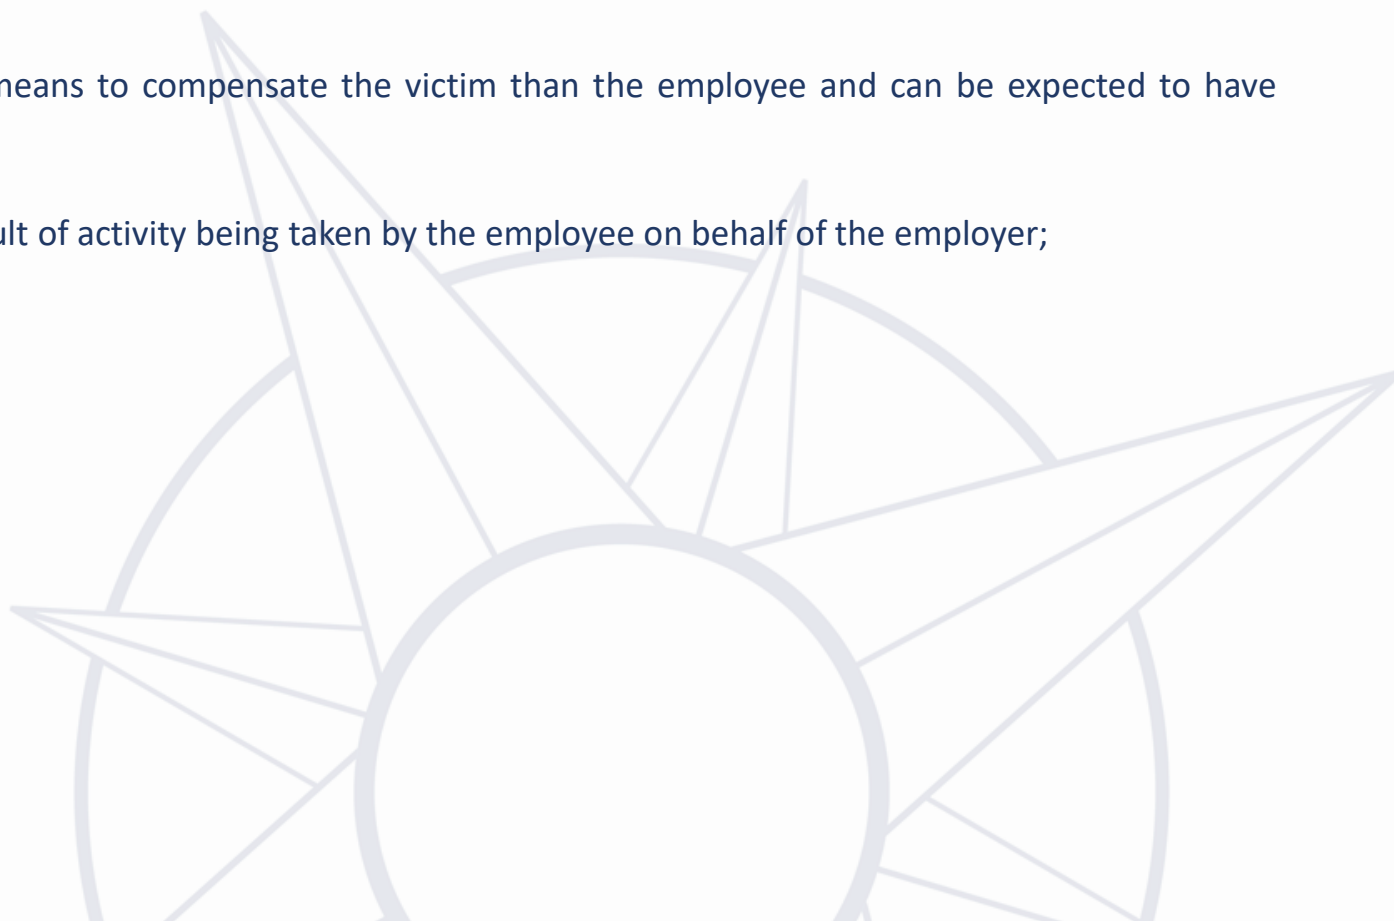 means to compensate the victim than the employee and can be expected to have
ult of activity being taken by the employee on behalf of the employer;